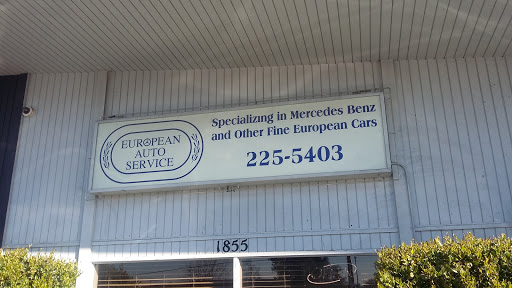 EUROPEAN
AUTO
SERVICE
Specializing in Mercedes Benz
and Other Fine European Cars
225-5403
1855